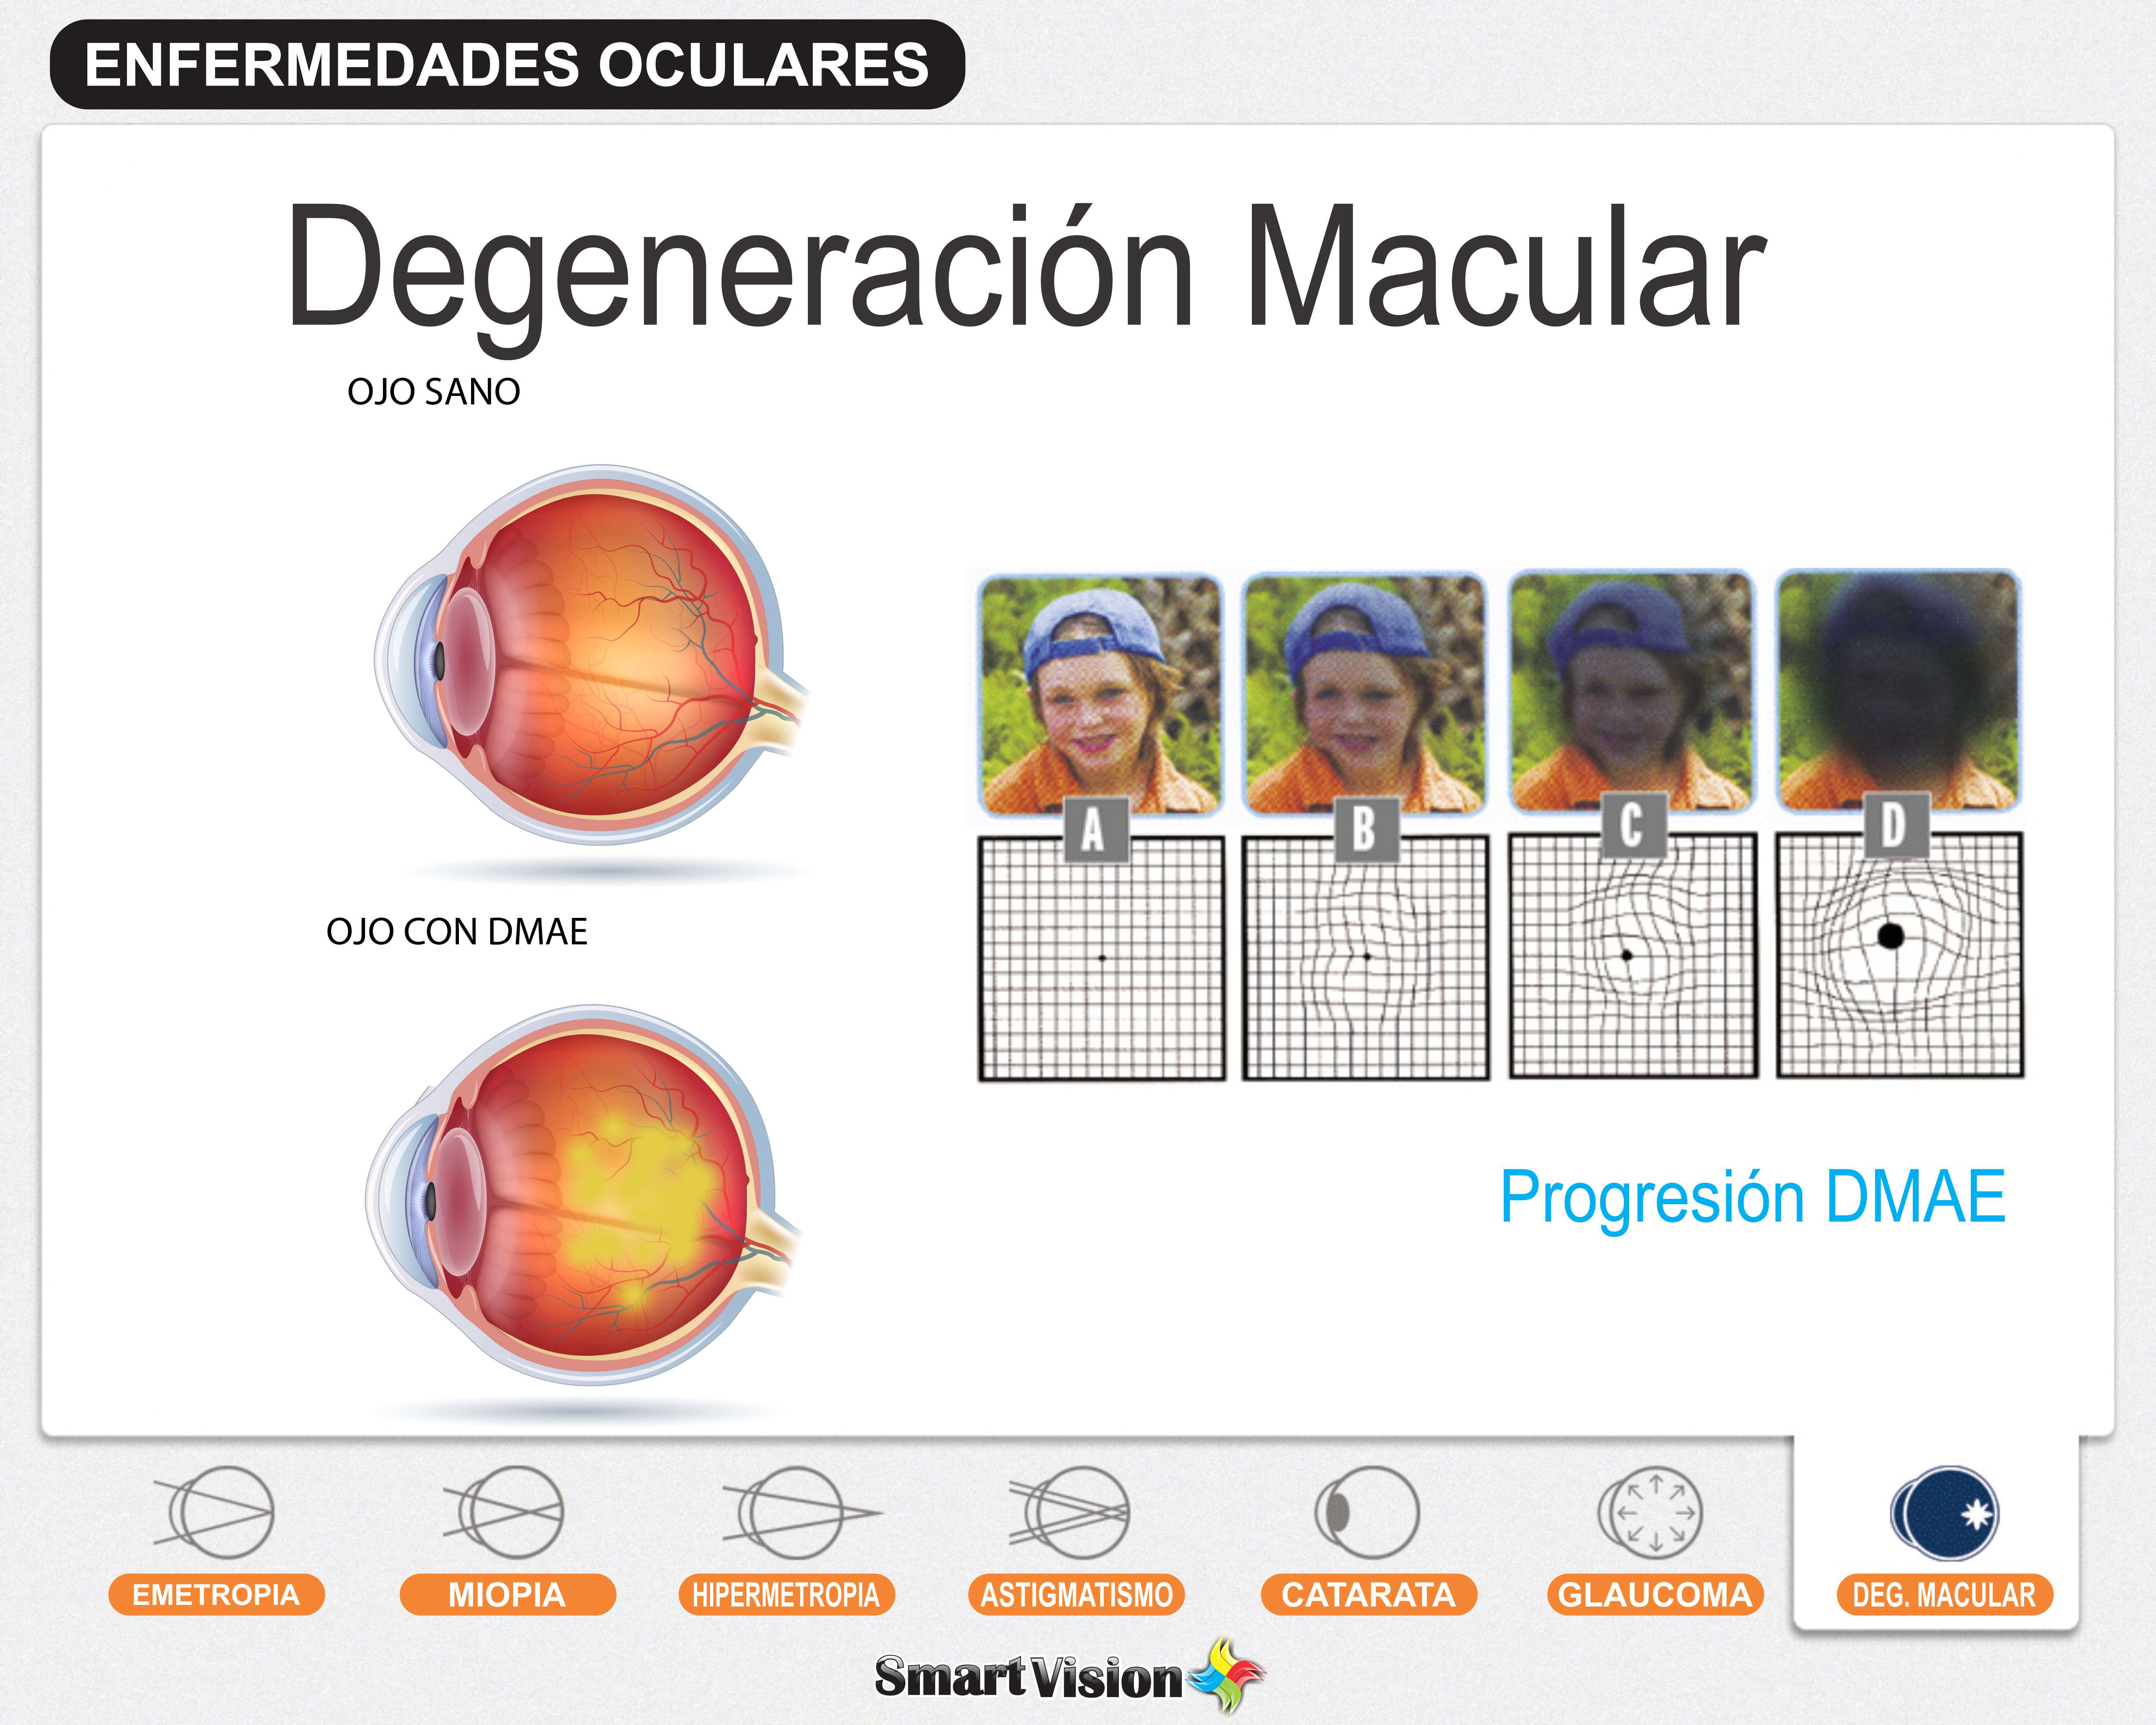 ENFERMEDADES OCULARES
Degeneración Macular
OJO SANO
A
B
C
D
OJO CON DMAE
Progresión DMAE
EMETROPIA
MIOPIA
HIPERMETROPIA
ASTIGMATISMO
CATARATA
GLAUCOMA
DEG. MACULAR
Smart Vision